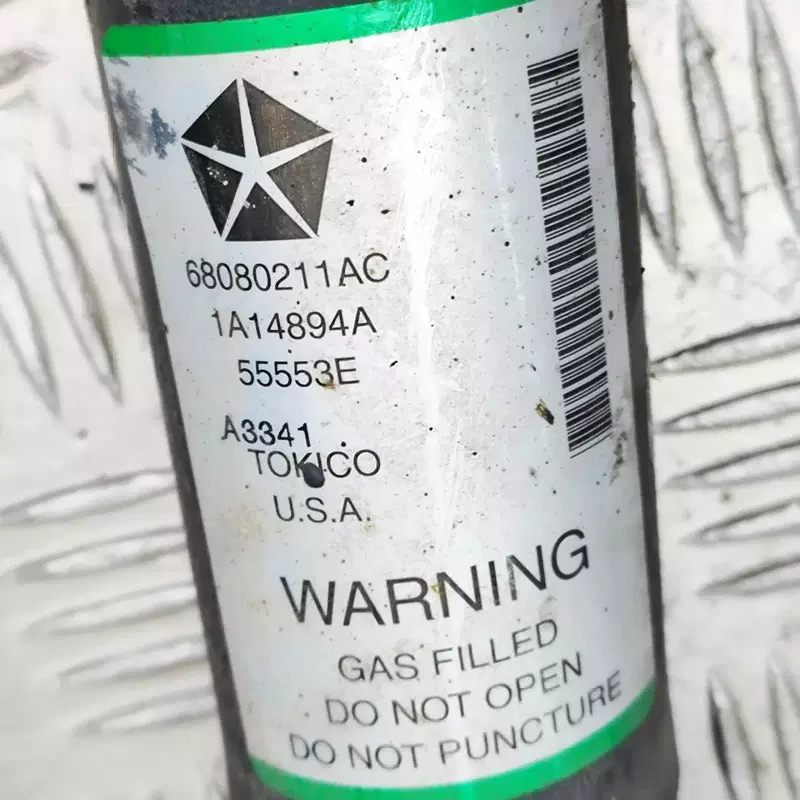 68080211AC
1A14894A
55553E
A3341
TOKICO
U.S.A.
WARNING
GAS FILLED
DO NOT OPEN
DO NOT PUNCTURE